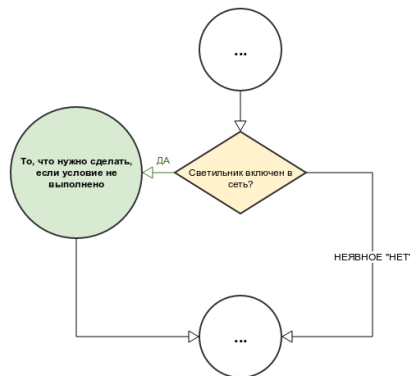 ...
ДА
То, что нужно сделать,
если условие не
выполнено
Светильник включен в
сеть?
НЕЯВНОЕ "НЕТ"
...